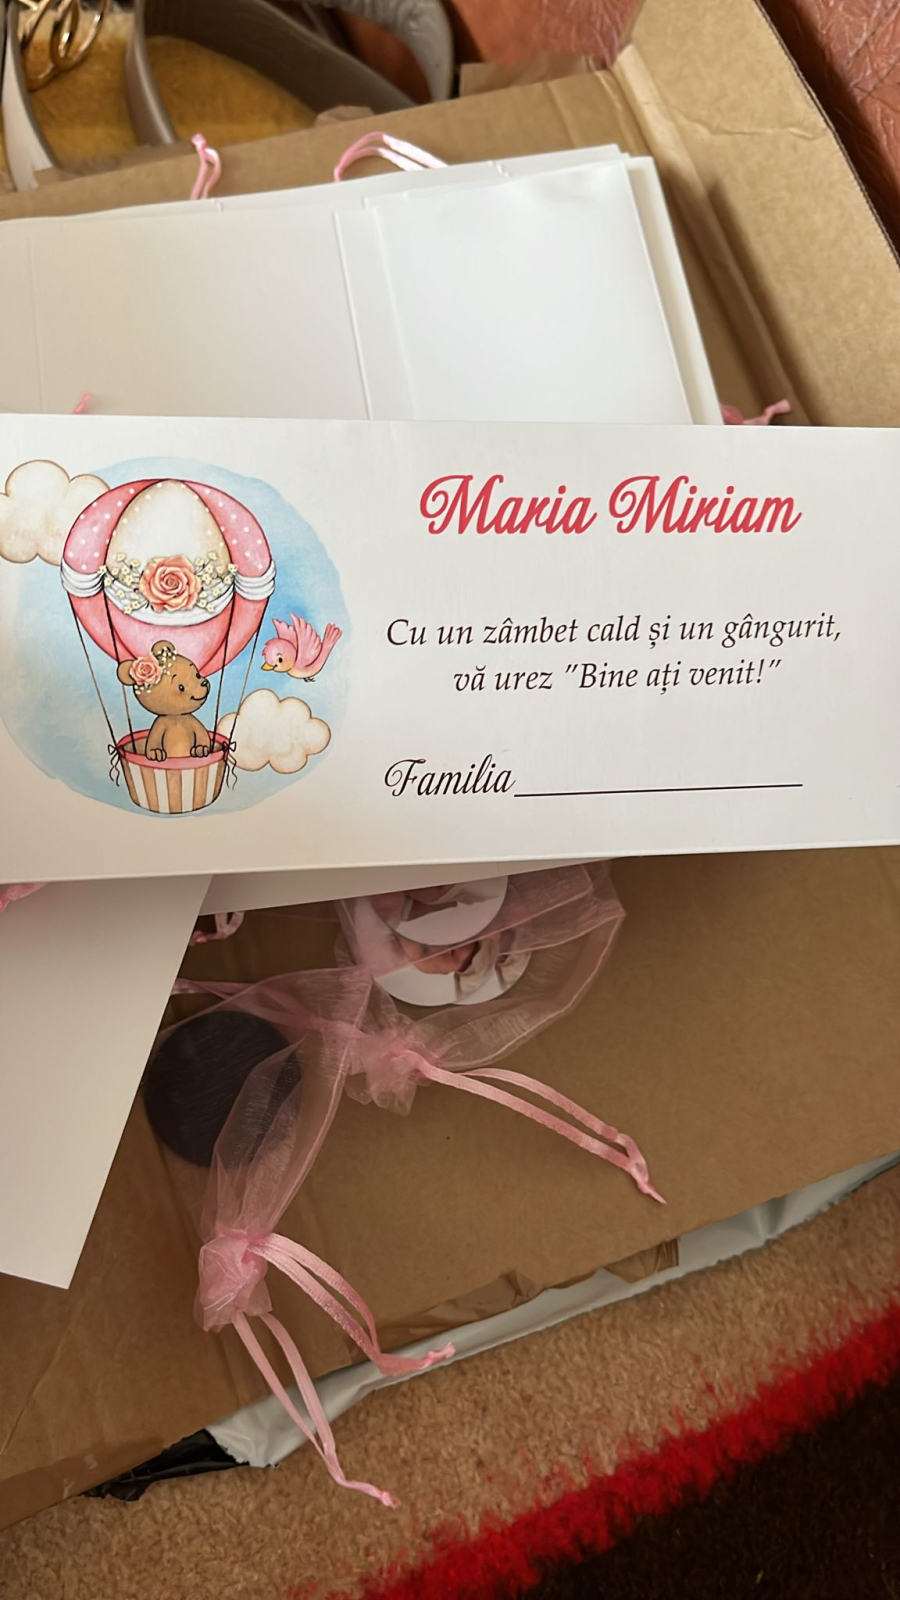 Maria Miriam
Cu un zâmbet cald și un gângurit,
vă urez "Bine ați venit!"
Familia